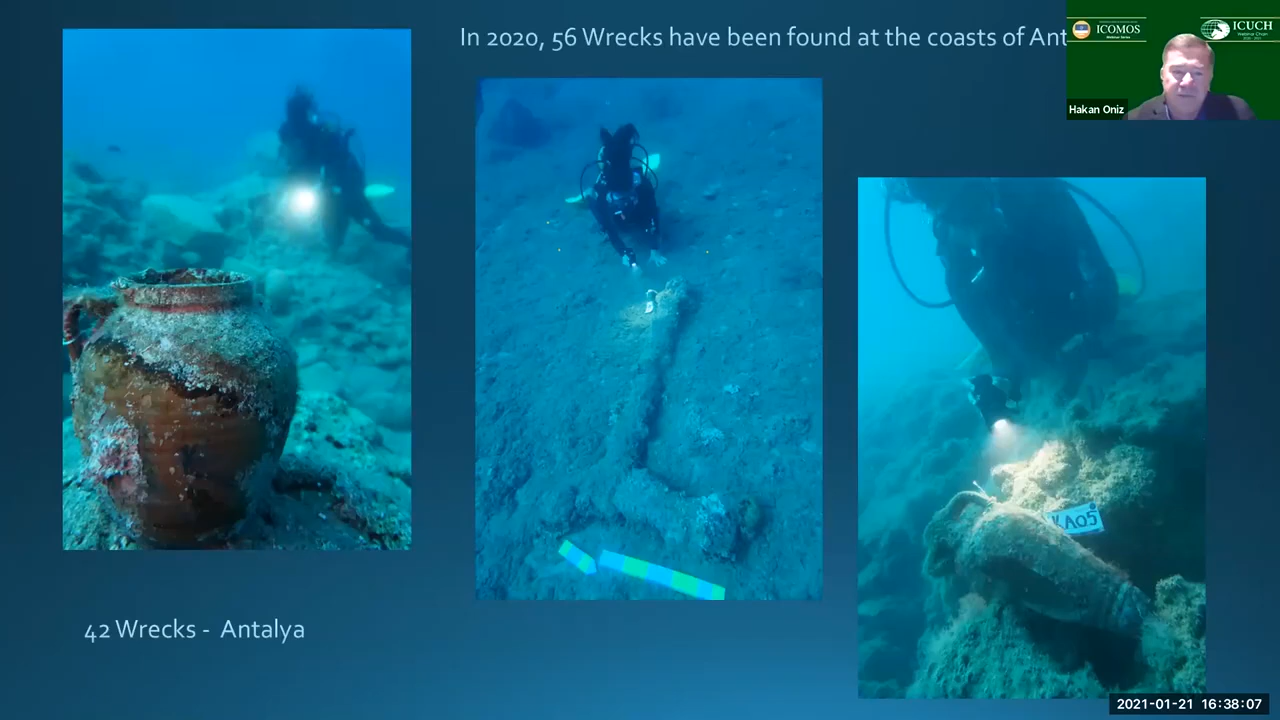 In 2020, 56 Wrecks have been found at the coasts of Ant
ICOMOS
ICUCH
Hakan Oniz
KA05
42 Wrecks - Antalya
2021-01-21 16:38:07